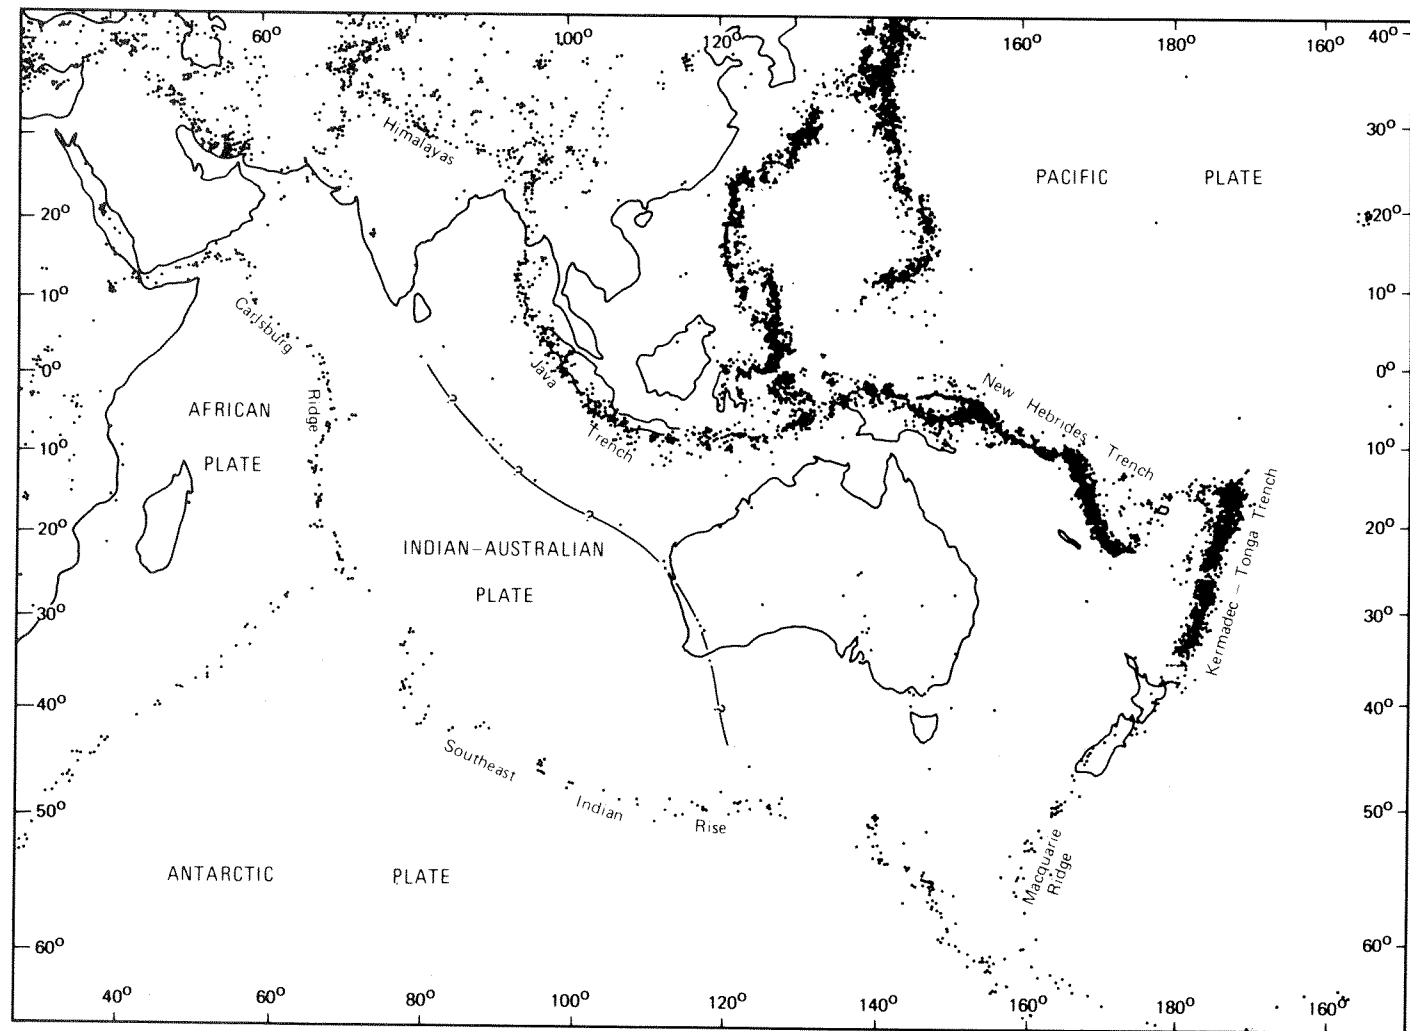 60° 100° 120° 160° 180° 160° 40°
30°
Himalayas
PACIFIC PLATE
20° 20°
10° 10°
Carlsburg
Ridge
0° 0°
Java
Trench
New Hebrides Trench
AFRICAN
PLATE
10° 10°
Kermadec – Tonga Trench
? ? ? ? ?
20° 20°
INDIAN–AUSTRALIAN
PLATE
30° 30°
40° 40°
Southeast
Indian
Rise
50° 50°
Macquarie
Ridge
ANTARCTIC PLATE
60° 60°
40° 60° 80° 100° 120° 140° 160° 180° 160°